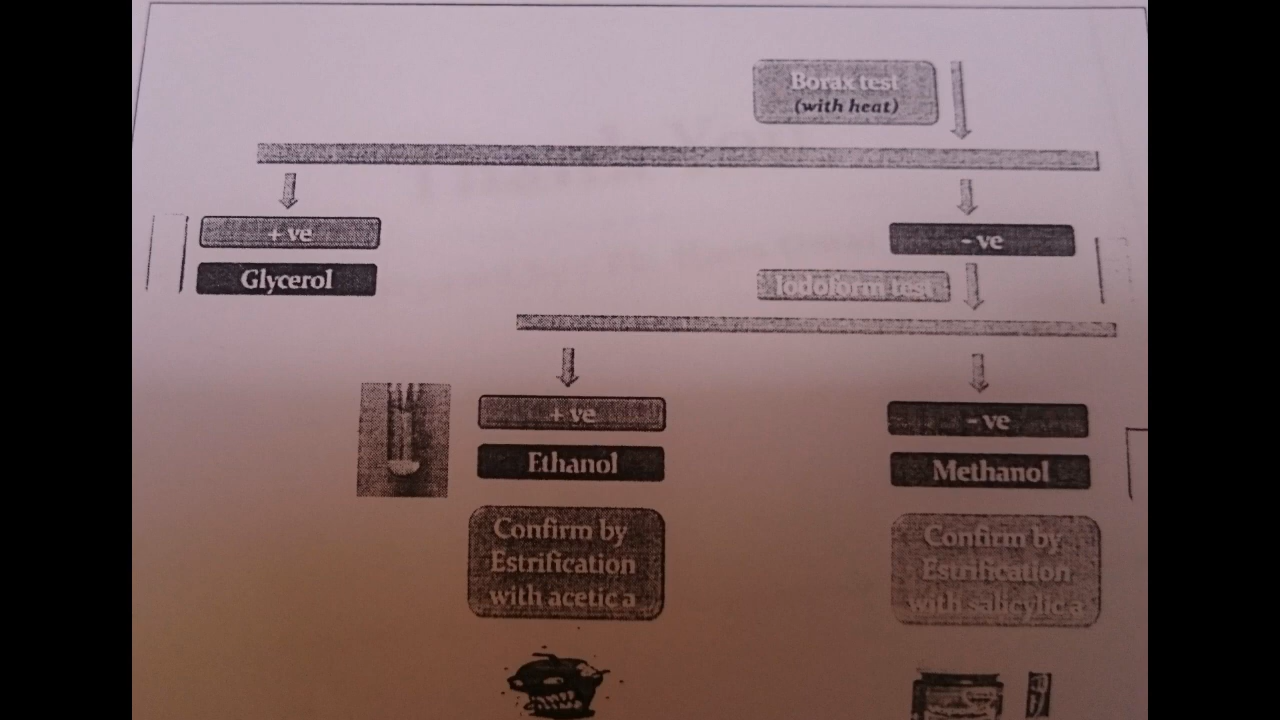 Borax test
(with heat)
+ ve
- ve
Glycerol
Iodoform test
+ ve
- ve
Ethanol
Methanol
Confirm by
Estrification
with acetic a
Confirm by
Estrification
with salicylic a